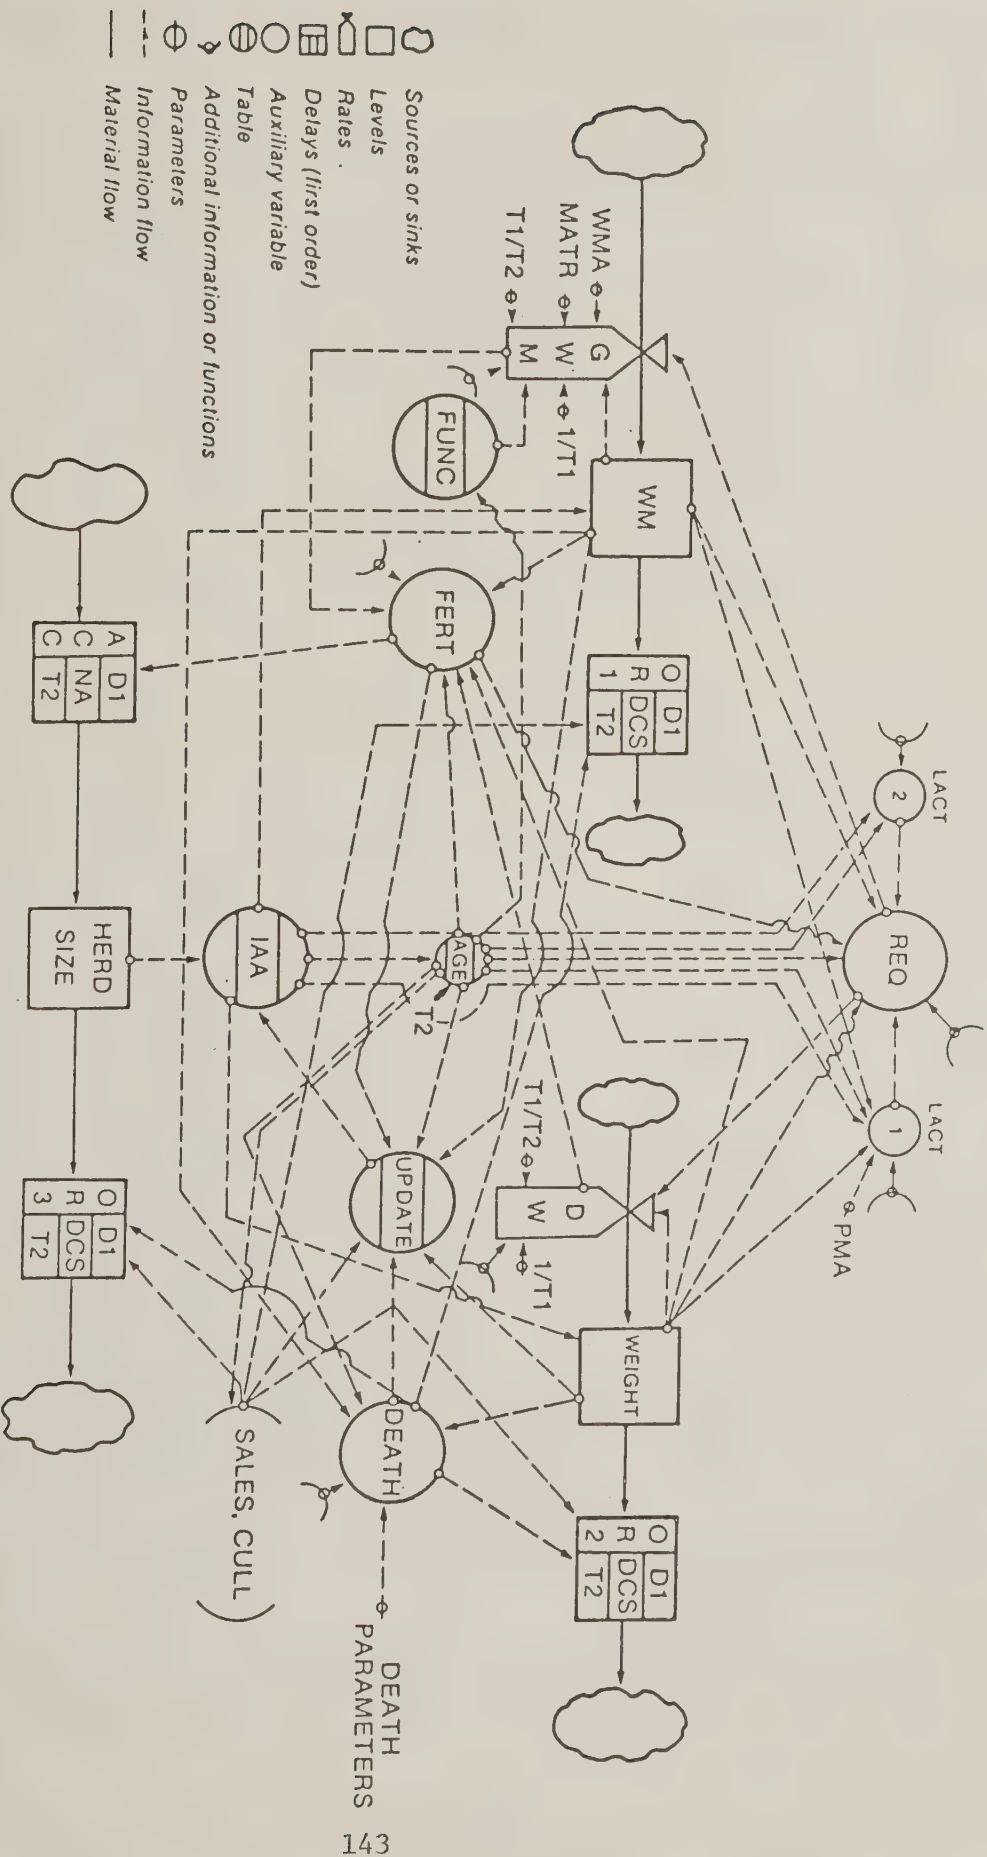 LACT
2
REQ
LACT
1
PMA
WMA
MATR
T1/T2
G
W
M
1/T1
FUNC
WM
O
R
1
D1
DCS
T2
T1/T2
D
W
1/T1
WEIGHT
O
R
2
D1
DCS
T2
FERT
AGE
T2
UPDATE
DEATH
DEATH
PARAMETERS
IAA
SALES, CULL
A
C
C
D1
NA
T2
HERD
SIZE
O
R
3
D1
DCS
T2
Sources or sinks
Levels
Rates .
Delays (first order)
Auxiliary variable
Table
Additional information or functions
Parameters
Information flow
Material flow
143